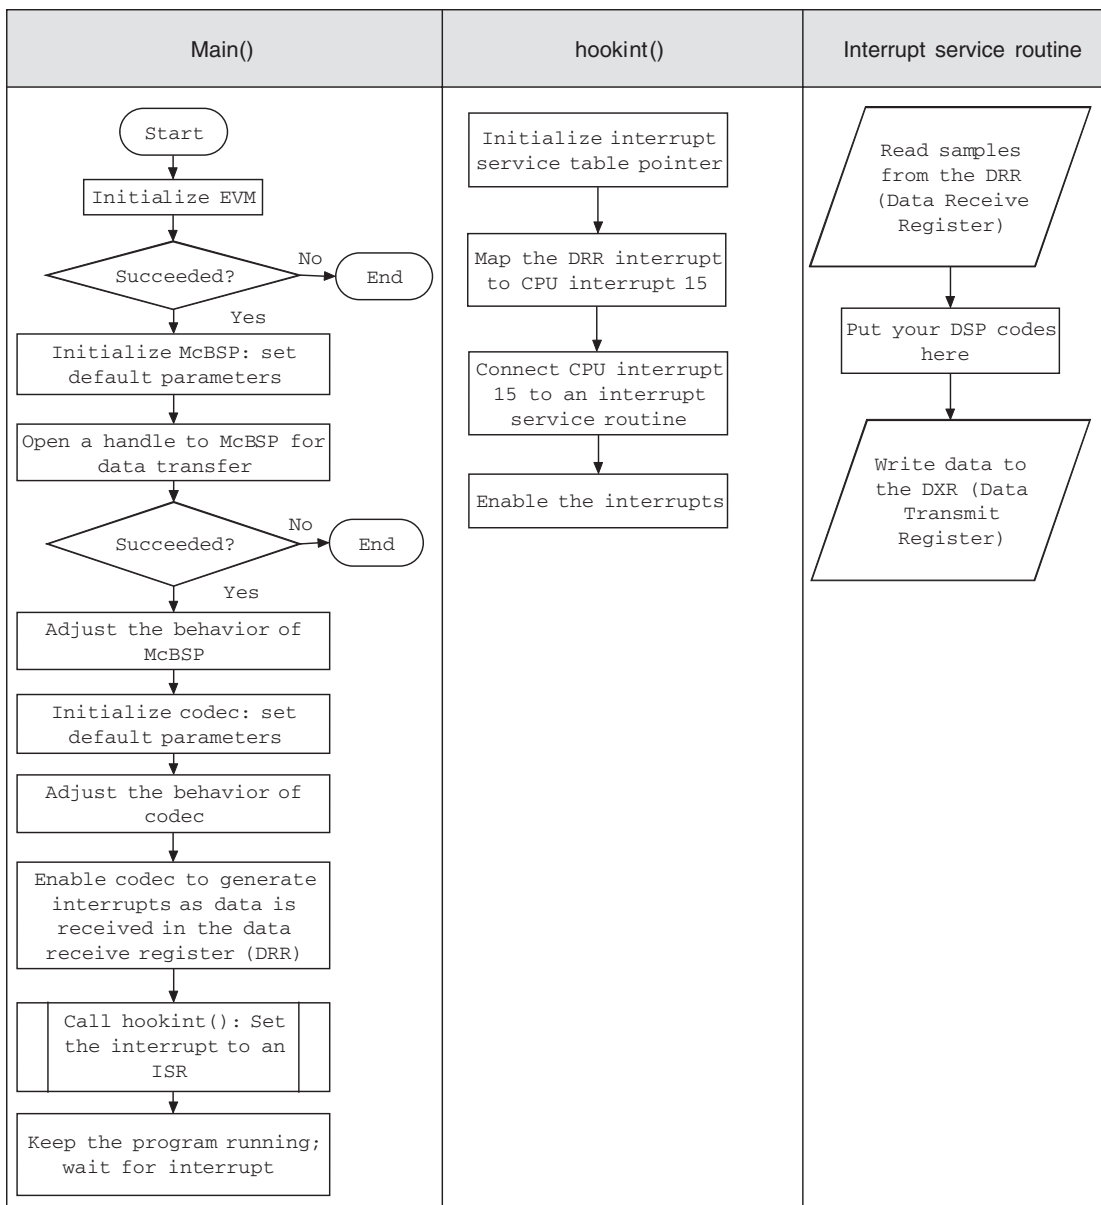 Main()
hookint()
Interrupt service routine
Start
Initialize EVM
Succeeded?
No
End
Yes
Initialize McBSP: set
default parameters
Open a handle to McBSP for
data transfer
Succeeded?
No
End
Yes
Adjust the behavior of
McBSP
Initialize codec: set
default parameters
Adjust the behavior of
codec
Enable codec to generate
interrupts as data is
received in the data
receive register (DRR)
Call hookint(): Set
the interrupt to an
ISR
Keep the program running;
wait for interrupt
Initialize interrupt
service table pointer
Map the DRR interrupt
to CPU interrupt 15
Connect CPU interrupt
15 to an interrupt
service routine
Enable the interrupts
Read samples
from the DRR
(Data Receive
Register)
Put your DSP codes
here
Write data to
the DXR (Data
Transmit
Register)